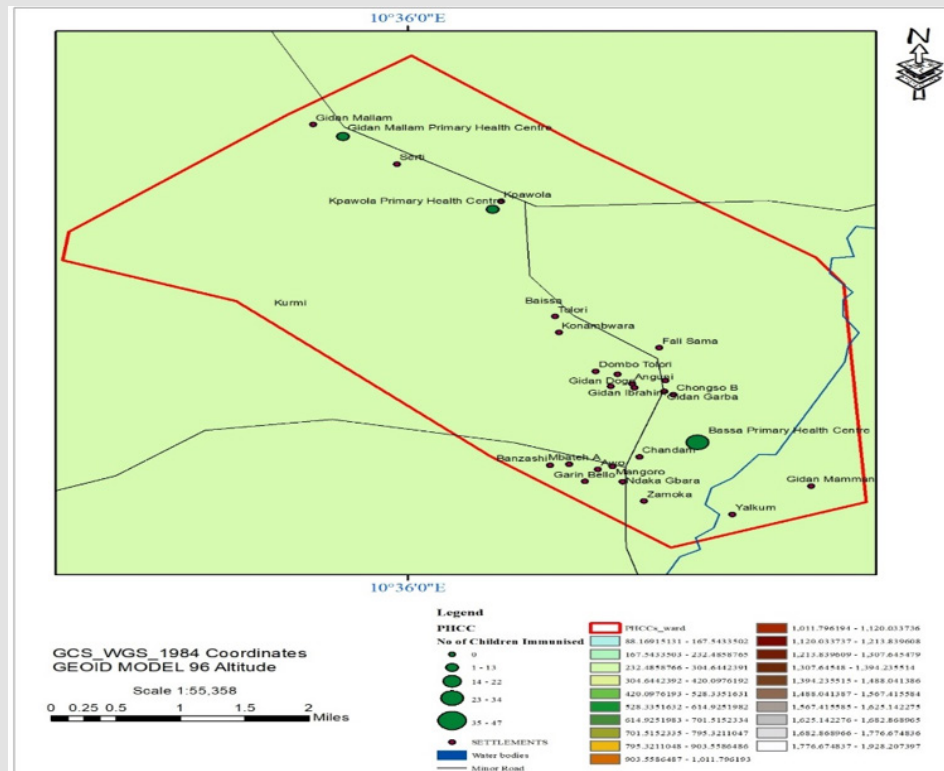 10°36'0"E
N
Gidan Mallam
Gidan Mallam Primary Health Centre
Serti
Kpawola
Kpawola Primary Health Centre
Kurmi
Baissa
Tolori
Konambwara
Fali Sama
Dombo Tolori
Gidan Doga
Anguni
Gidan Ibrahim
Chongso B
Gidan Garba
Bassa Primary Health Centre
Chandam
Banzashi
Mbateh A
Awo
Mangoro
Garin Bello
Ndaka Gbara
Gidan Mamman
Zamoka
Yalkum
10°36'0"E
GCS_WGS_1984 Coordinates
GEOID MODEL 96 Altitude
Scale 1:55,358
0 0.25 0.5 1 1.5 2
Miles
Legend
PHCC
No of Children Immunised
0
1 - 13
14 - 22
23 - 34
35 - 47
SETTLEMENTS
Water bodies
Minor Road
PHCCs_ward
88.16915131 - 167.5433502
167.5433503 - 232.4858765
232.4858766 - 304.6442391
304.6442392 - 420.0976192
420.0976193 - 528.3351631
528.3351632 - 614.9251982
614.9251983 - 701.5152334
701.5152335 - 795.3211047
795.3211048 - 903.5586486
903.5586487 - 1,011.796193
1,011.796194 - 1,120.033736
1,120.033737 - 1,213.839608
1,213.839609 - 1,307.645479
1,307.64548 - 1,394.235514
1,394.235515 - 1,488.041386
1,488.041387 - 1,567.415584
1,567.415585 - 1,625.142275
1,625.142276 - 1,682.868965
1,682.868966 - 1,776.674836
1,776.674837 - 1,928.207397